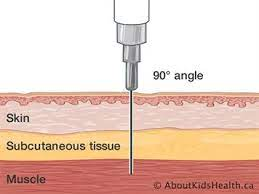 90° angle
Skin
Subcutaneous tissue
Muscle
© AboutKidsHealth.ca